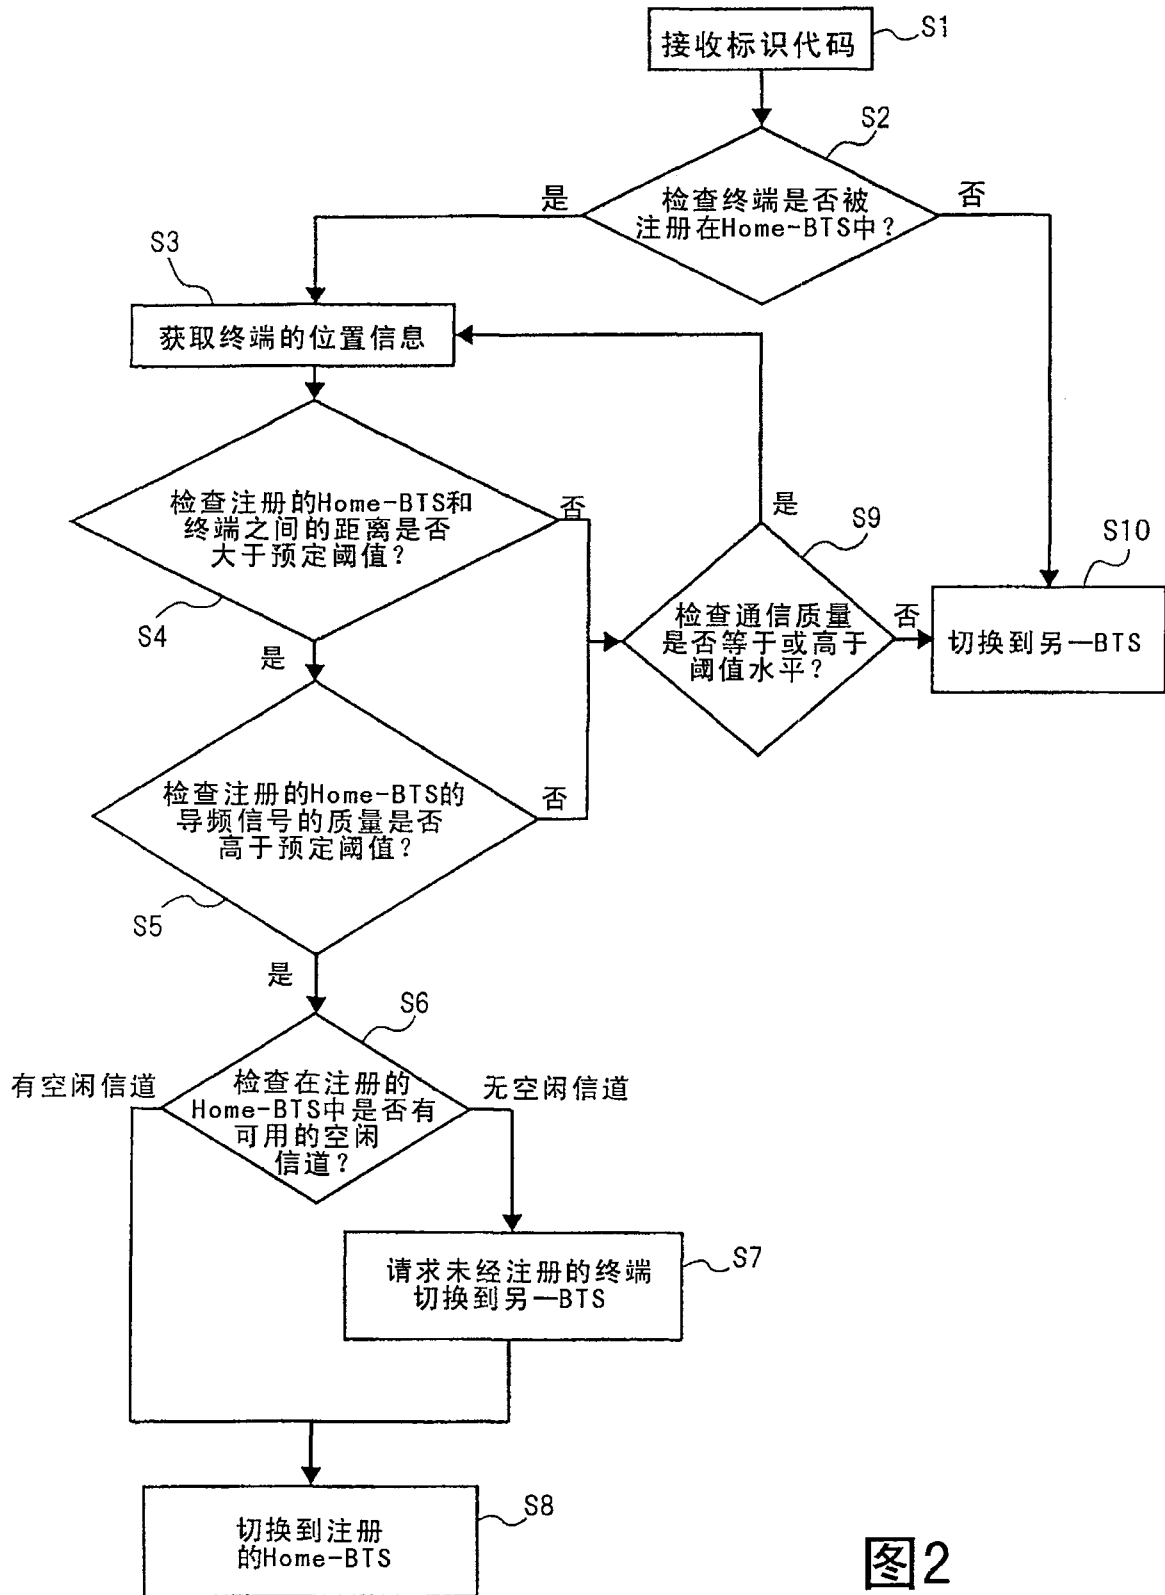 接收标识代码
S1
S2
检查终端是否被
注册在Home-BTS中？
是
否
S3
获取终端的位置信息
检查注册的Home-BTS和
终端之间的距离是否
大于预定阈值？
否
S4
是
是
S9
检查通信质量
是否等于或高于
阈值水平？
否
S10
切换到另一BTS
检查注册的Home-BTS的
导频信号的质量是否
高于预定阈值？
否
S5
是
S6
检查在注册的
Home-BTS中是否有
可用的空闲
信道？
有空闲信道
无空闲信道
请求未经注册的终端
切换到另一BTS
S7
切换到注册
的Home-BTS
S8
图2